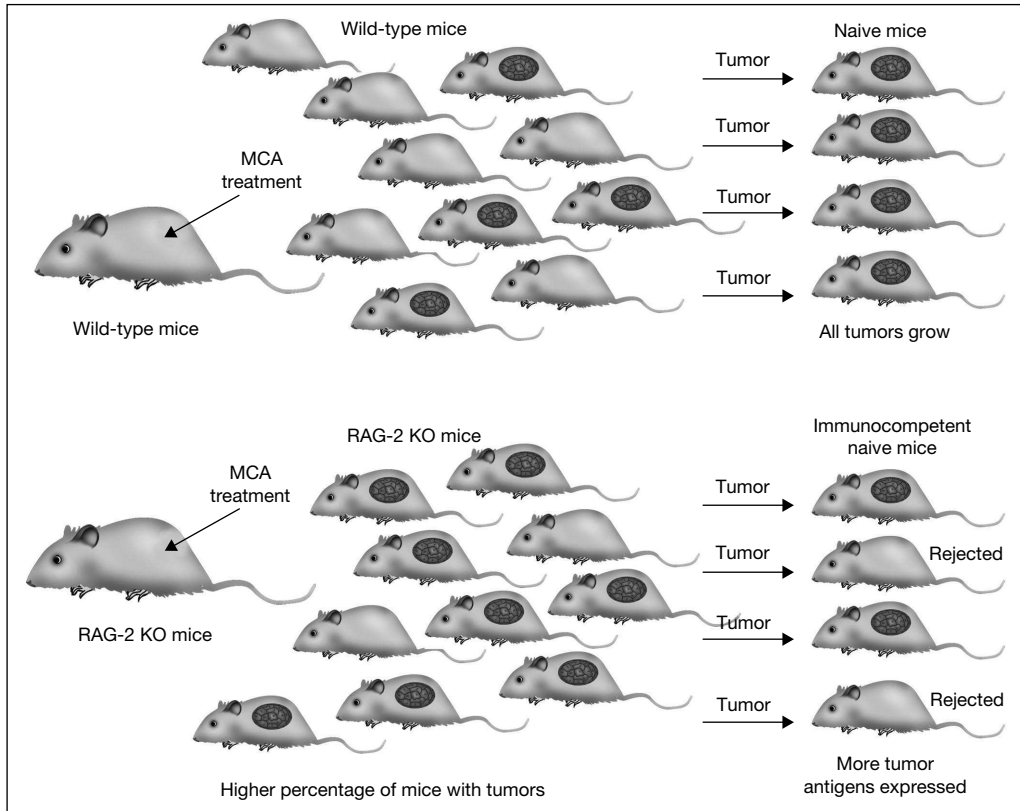 Wild-type mice
Naive mice
Tumor
Tumor
MCA
treatment
Tumor
Tumor
Wild-type mice
All tumors grow
RAG-2 KO mice
Immunocompetent
naive mice
MCA
treatment
Tumor
Tumor
Rejected
RAG-2 KO mice
Tumor
Tumor
Rejected
Higher percentage of mice with tumors
More tumor
antigens expressed